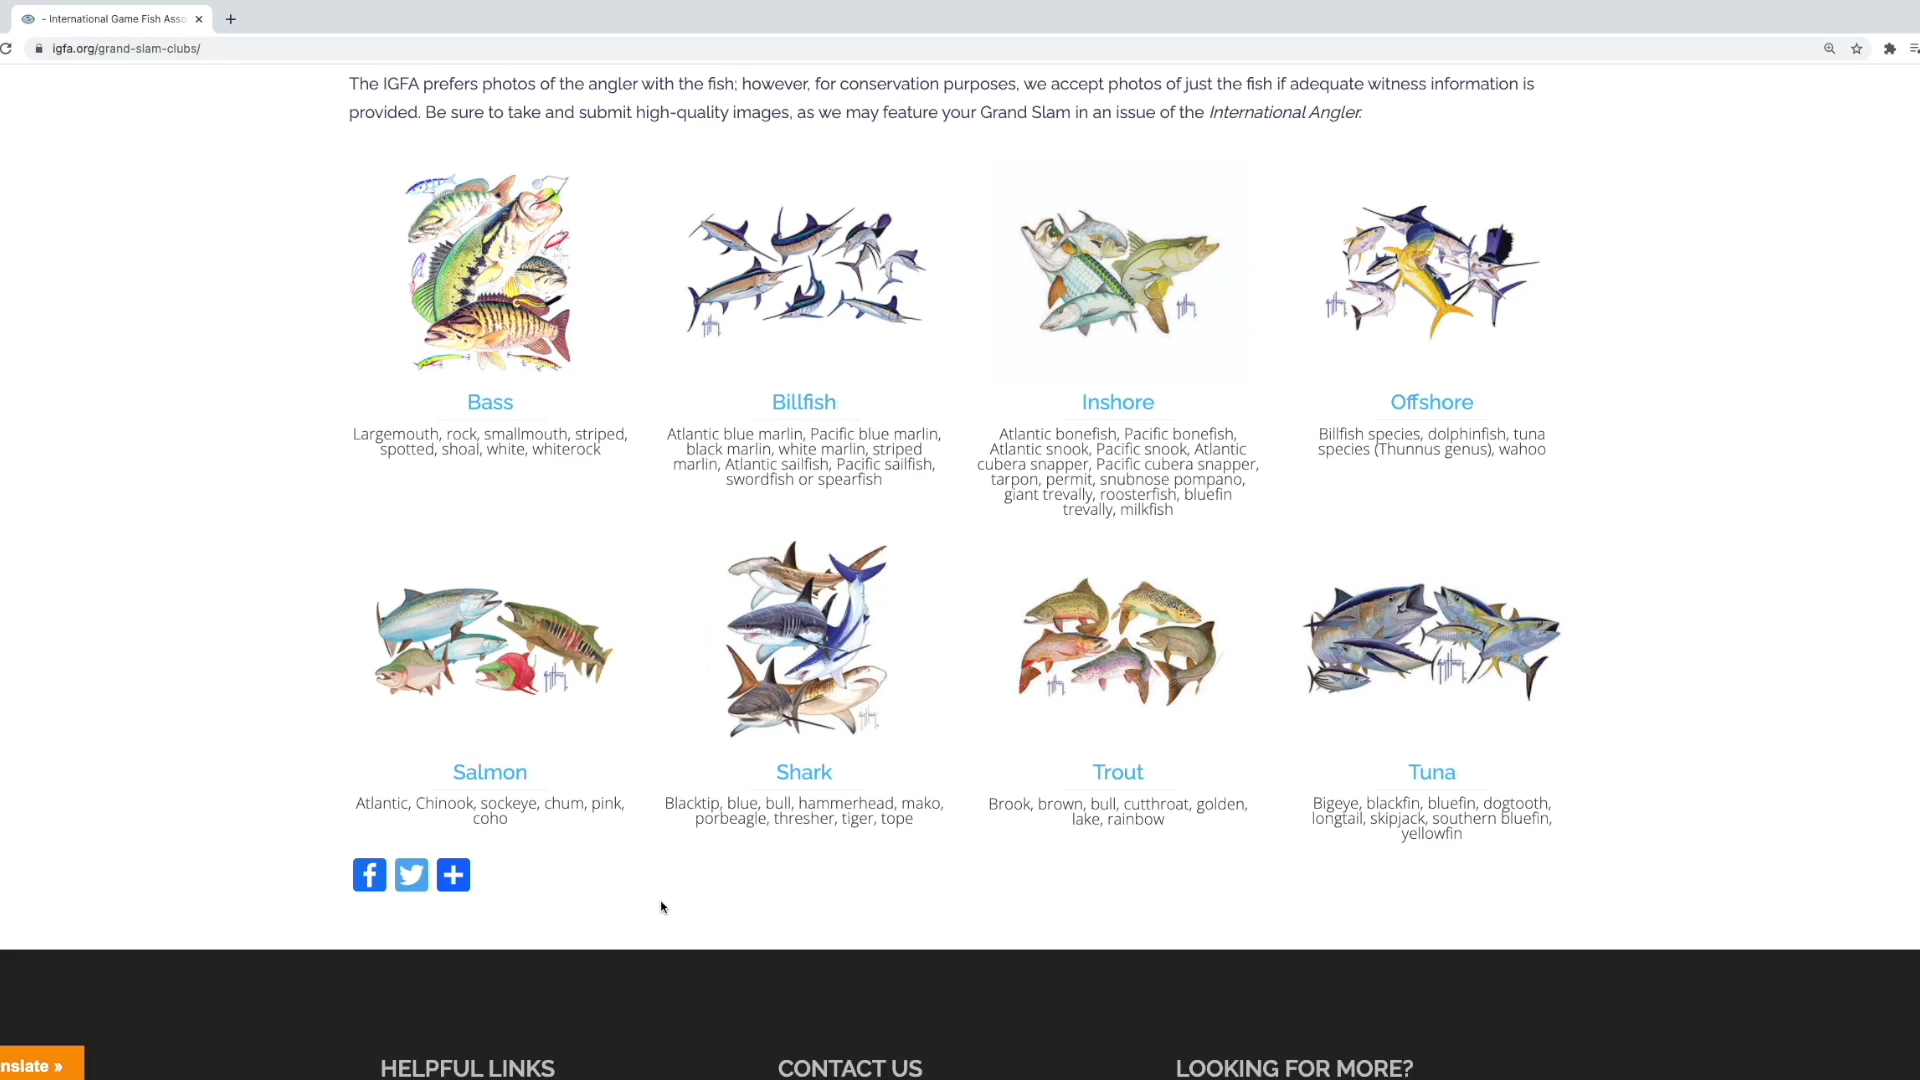 - International Game Fish Asso
igfa.org/grand-slam-clubs/
The IGFA prefers photos of the angler with the fish; however, for conservation purposes, we accept photos of just the fish if adequate witness information is
provided. Be sure to take and submit high-quality images, as we may feature your Grand Slam in an issue of the International Angler.
Bass
Largemouth, rock, smallmouth, striped,
spotted, shoal, white, whiterock
Billfish
Atlantic blue marlin, Pacific blue marlin,
black marlin, white marlin, striped
marlin, Atlantic sailfish, Pacific sailfish,
swordfish or spearfish
Inshore
Atlantic bonefish, Pacific bonefish,
Atlantic snook, Pacific snook, Atlantic
cubera snapper, Pacific cubera snapper,
tarpon, permit, snubnose pompano,
giant trevally, roosterfish, bluefin
trevally, milkfish
Offshore
Billfish species, dolphinfish, tuna
species (Thunnus genus), wahoo
Salmon
Atlantic, Chinook, sockeye, chum, pink,
coho
Shark
Blacktip, blue, bull, hammerhead, mako,
porbeagle, thresher, tiger, tope
Trout
Brook, brown, bull, cutthroat, golden,
lake, rainbow
Tuna
Bigeye, blackfin, bluefin, dogtooth,
longtail, skipjack, southern bluefin,
yellowfin
nslate »
HELPFUL LINKS
CONTACT US
LOOKING FOR MORE?